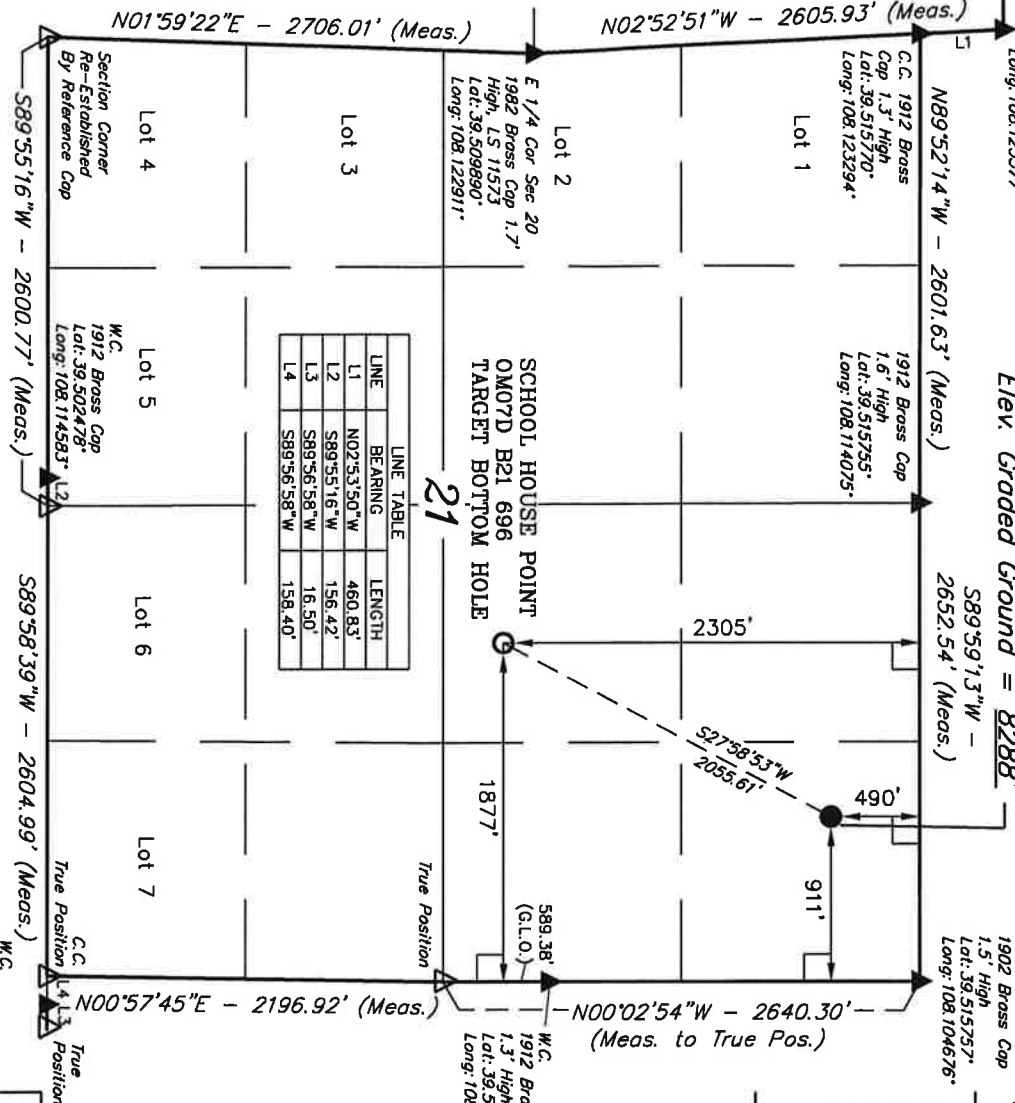 N01°59'22"E - 2706.01' (Meas.)
N02°52'51"W - 2605.93' (Meas.)
L1
C.C. 1912 Brass
Cap 1.3' High
Lat: 39.515770°
Long: 108.123294°
Lot 1
N89°52'14"W - 2601.63' (Meas.)
E 1/4 Cor Sec 20
1982 Brass Cap 1.7'
High, LS 11573
Lat: 39.509890°
Long: 108.122911°
Lot 2
Lot 3
Lot 4
Section Corner
Re-Established
By Reference Cap
S89°55'16"W - 2600.77' (Meas.)
1912 Brass Cap
1.6' High
Lat: 39.515755°
Long: 108.114075°
W.C.
1912 Brass Cap
Lat: 39.502478°
Long: 108.114583°
L2
Lot 5
Elev. Graded Ground = 8288'
S89°59'13"W -
2652.54' (Meas.)
SCHOOL HOUSE POINT
OM07D B21 696
TARGET BOTTOM HOLE
21
LINE TABLE
LINE BEARING LENGTH
L1 N02°53'50"W 460.83'
L2 S89°55'16"W 156.42'
L3 S89°56'58"W 16.50'
L4 S89°56'58"W 158.40'
2305'
S27°58'53"W
2055.61'
490'
911'
1877'
Lot 6
Lot 7
S89°58'39"W - 2604.99' (Meas.)
True Position
589.38'
(G.L.O.)
C.C.
True Position
L4
L3
True
Position
W.C.
N00°57'45"E - 2196.92' (Meas.)
N00°02'54"W - 2640.30'
(Meas. to True Pos.)
W.C.
1912 Bra
1.3' High
Lat: 39.5
Long: 108
1902 Brass Cap
1.5' High
Lat: 39.515757°
Long: 108.104676°